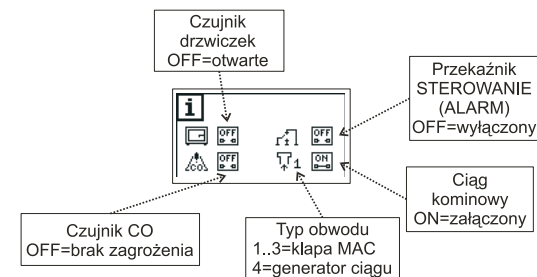 Czujnik
drzwiczek
OFF=otwarte
Przekaźnik
STEROWANIE
(ALARM)
OFF=wyłączony
i
OFF
OFF
CO
OFF
1
ON
Czujnik CO
OFF=brak zagrożenia
Typ obwodu
1..3=klapa MAC
4=generator ciągu
Ciąg
kominowy
ON=załączony